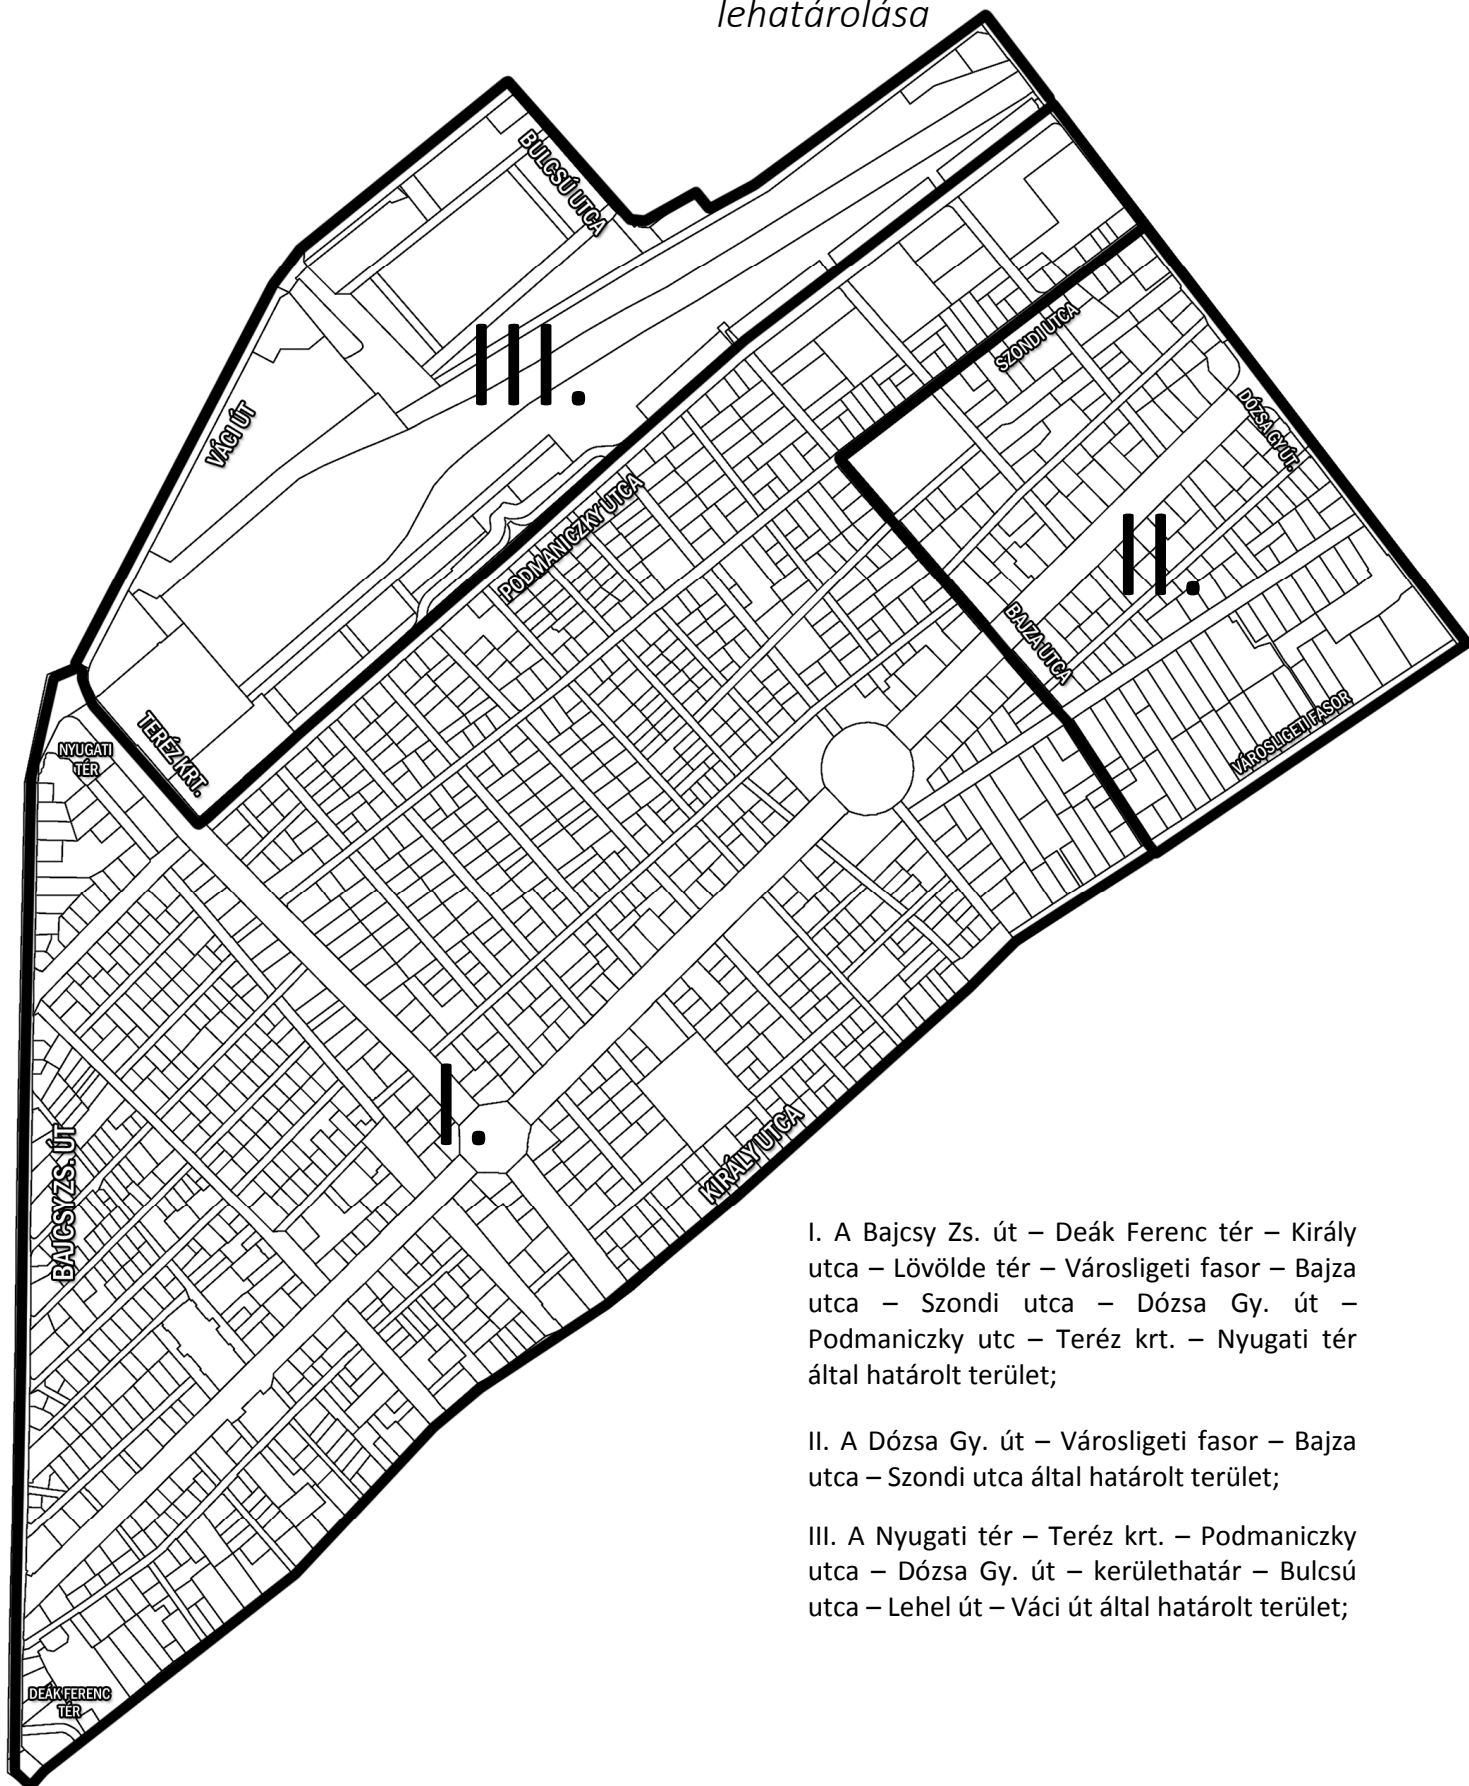 lehatárolása
BULCSÚ UTCA
III.
SZONDI UTCA
VÁCI ÚT
DÓZSA GY. ÚT.
PODMANICZKY UTCA
II.
BAJZA UTCA
NYUGATI
TÉR
TERÉZ KRT.
VÁROSLIGETI FASOR
I.
KIRÁLY UTCA
BAJCSY ZS. ÚT
DEÁK FERENC
TÉR
I. A Bajcsy Zs. út – Deák Ferenc tér – Király
utca – Lövölde tér – Városligeti fasor – Bajza
utca – Szondi utca – Dózsa Gy. út –
Podmaniczky utc – Teréz krt. – Nyugati tér
által határolt terület;
II. A Dózsa Gy. út – Városligeti fasor – Bajza
utca – Szondi utca által határolt terület;
III. A Nyugati tér – Teréz krt. – Podmaniczky
utca – Dózsa Gy. út – kerülethatár – Bulcsú
utca – Lehel út – Váci út által határolt terület;